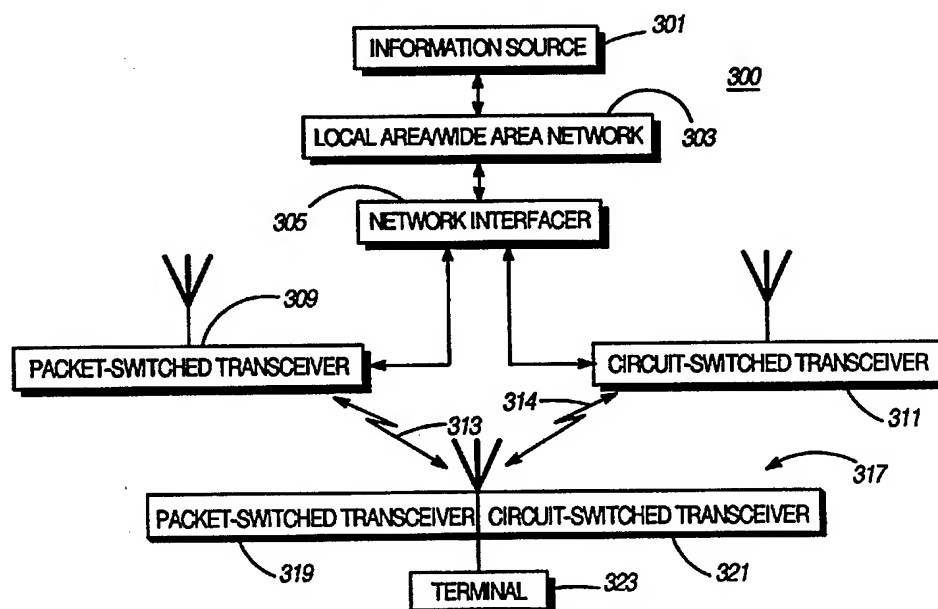 INFORMATION SOURCE
301
300
LOCAL AREA/WIDE AREA NETWORK
303
305
NETWORK INTERFACER
309
PACKET-SWITCHED TRANSCEIVER
CIRCUIT-SWITCHED TRANSCEIVER
313
314
311
317
PACKET-SWITCHED TRANSCEIVER
CIRCUIT-SWITCHED TRANSCEIVER
319
321
TERMINAL
323